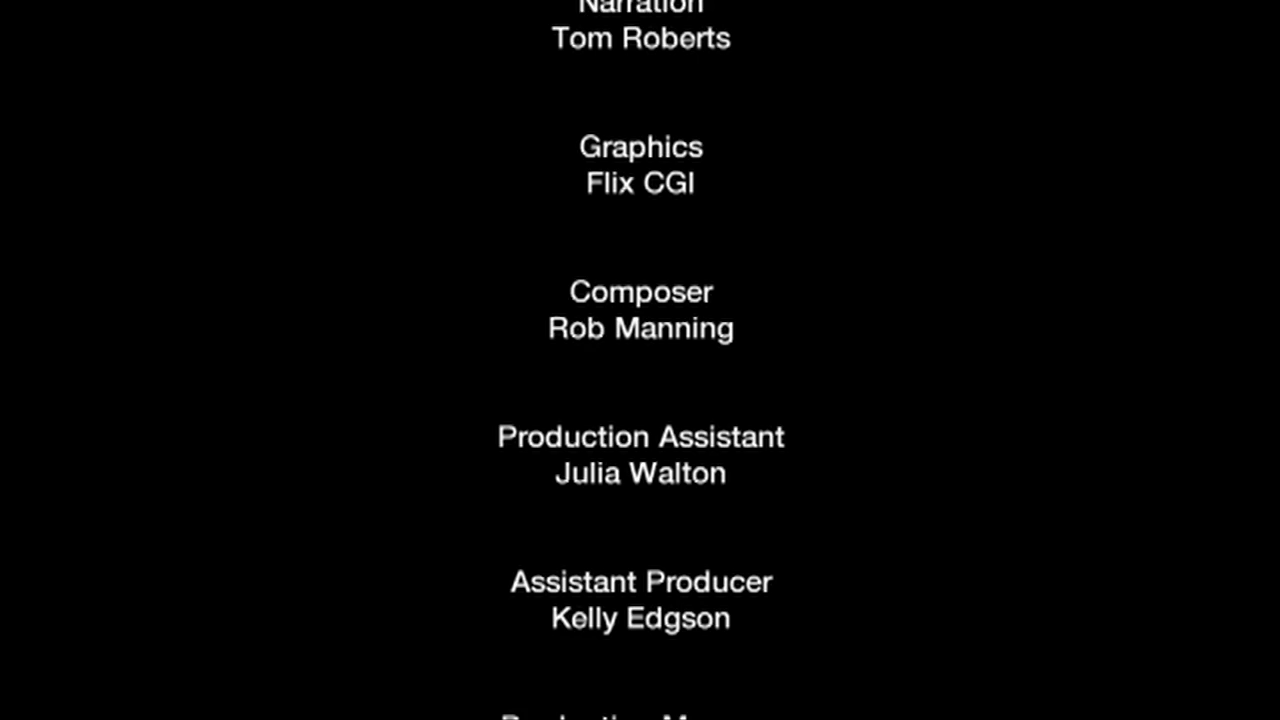 Narration
Tom Roberts
Graphics
Flix CGI
Composer
Rob Manning
Production Assistant
Julia Walton
Assistant Producer
Kelly Edgson